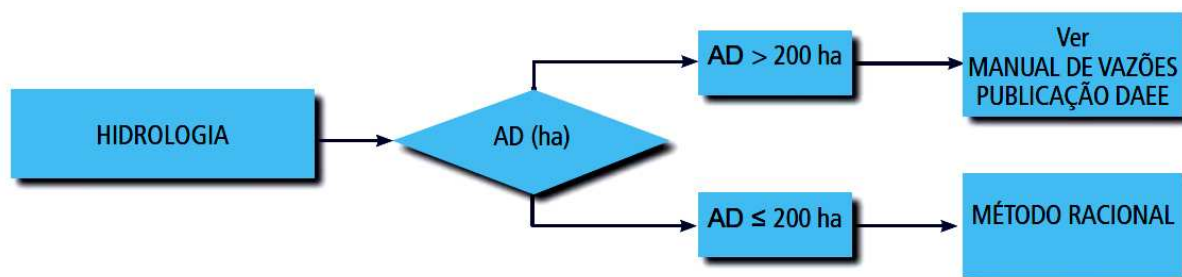 HIDROLOGIA
AD (ha)
AD > 200 ha
Ver
MANUAL DE VAZÕES
PUBLICAÇÃO DAEE
AD ≤ 200 ha
MÉTODO RACIONAL